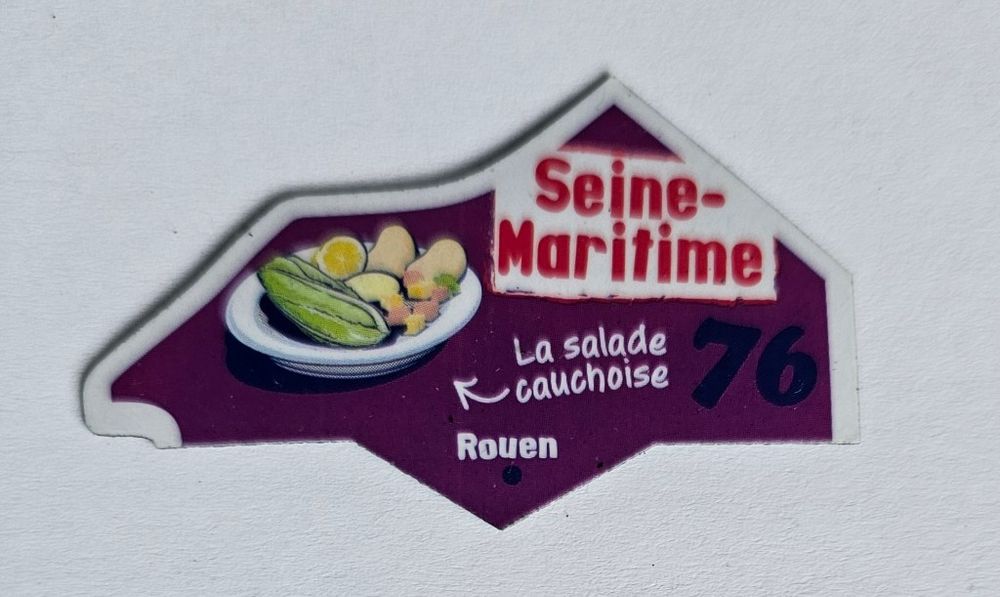 Seine-
Maritime
La salade
cauchoise
76
Rouen